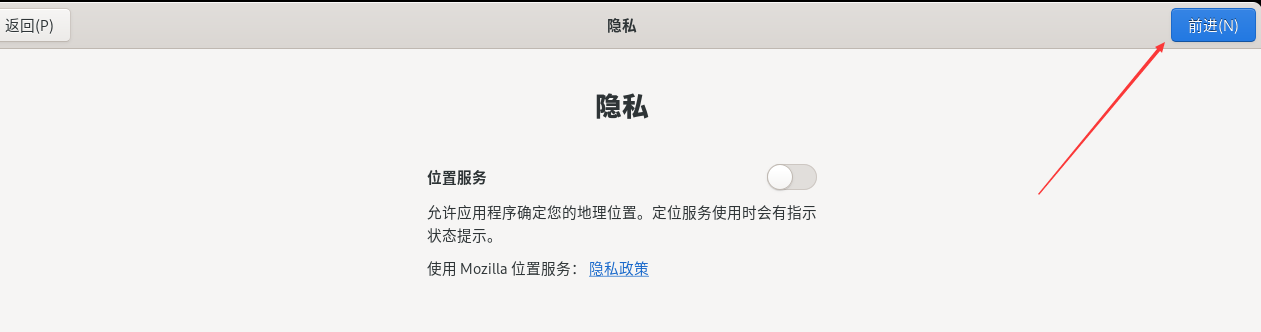 返回(P)
隐私
前进(N)
隐私
位置服务
允许应用程序确定您的地理位置。定位服务使用时会有指示
状态提示。
使用 Mozilla 位置服务： 隐私政策